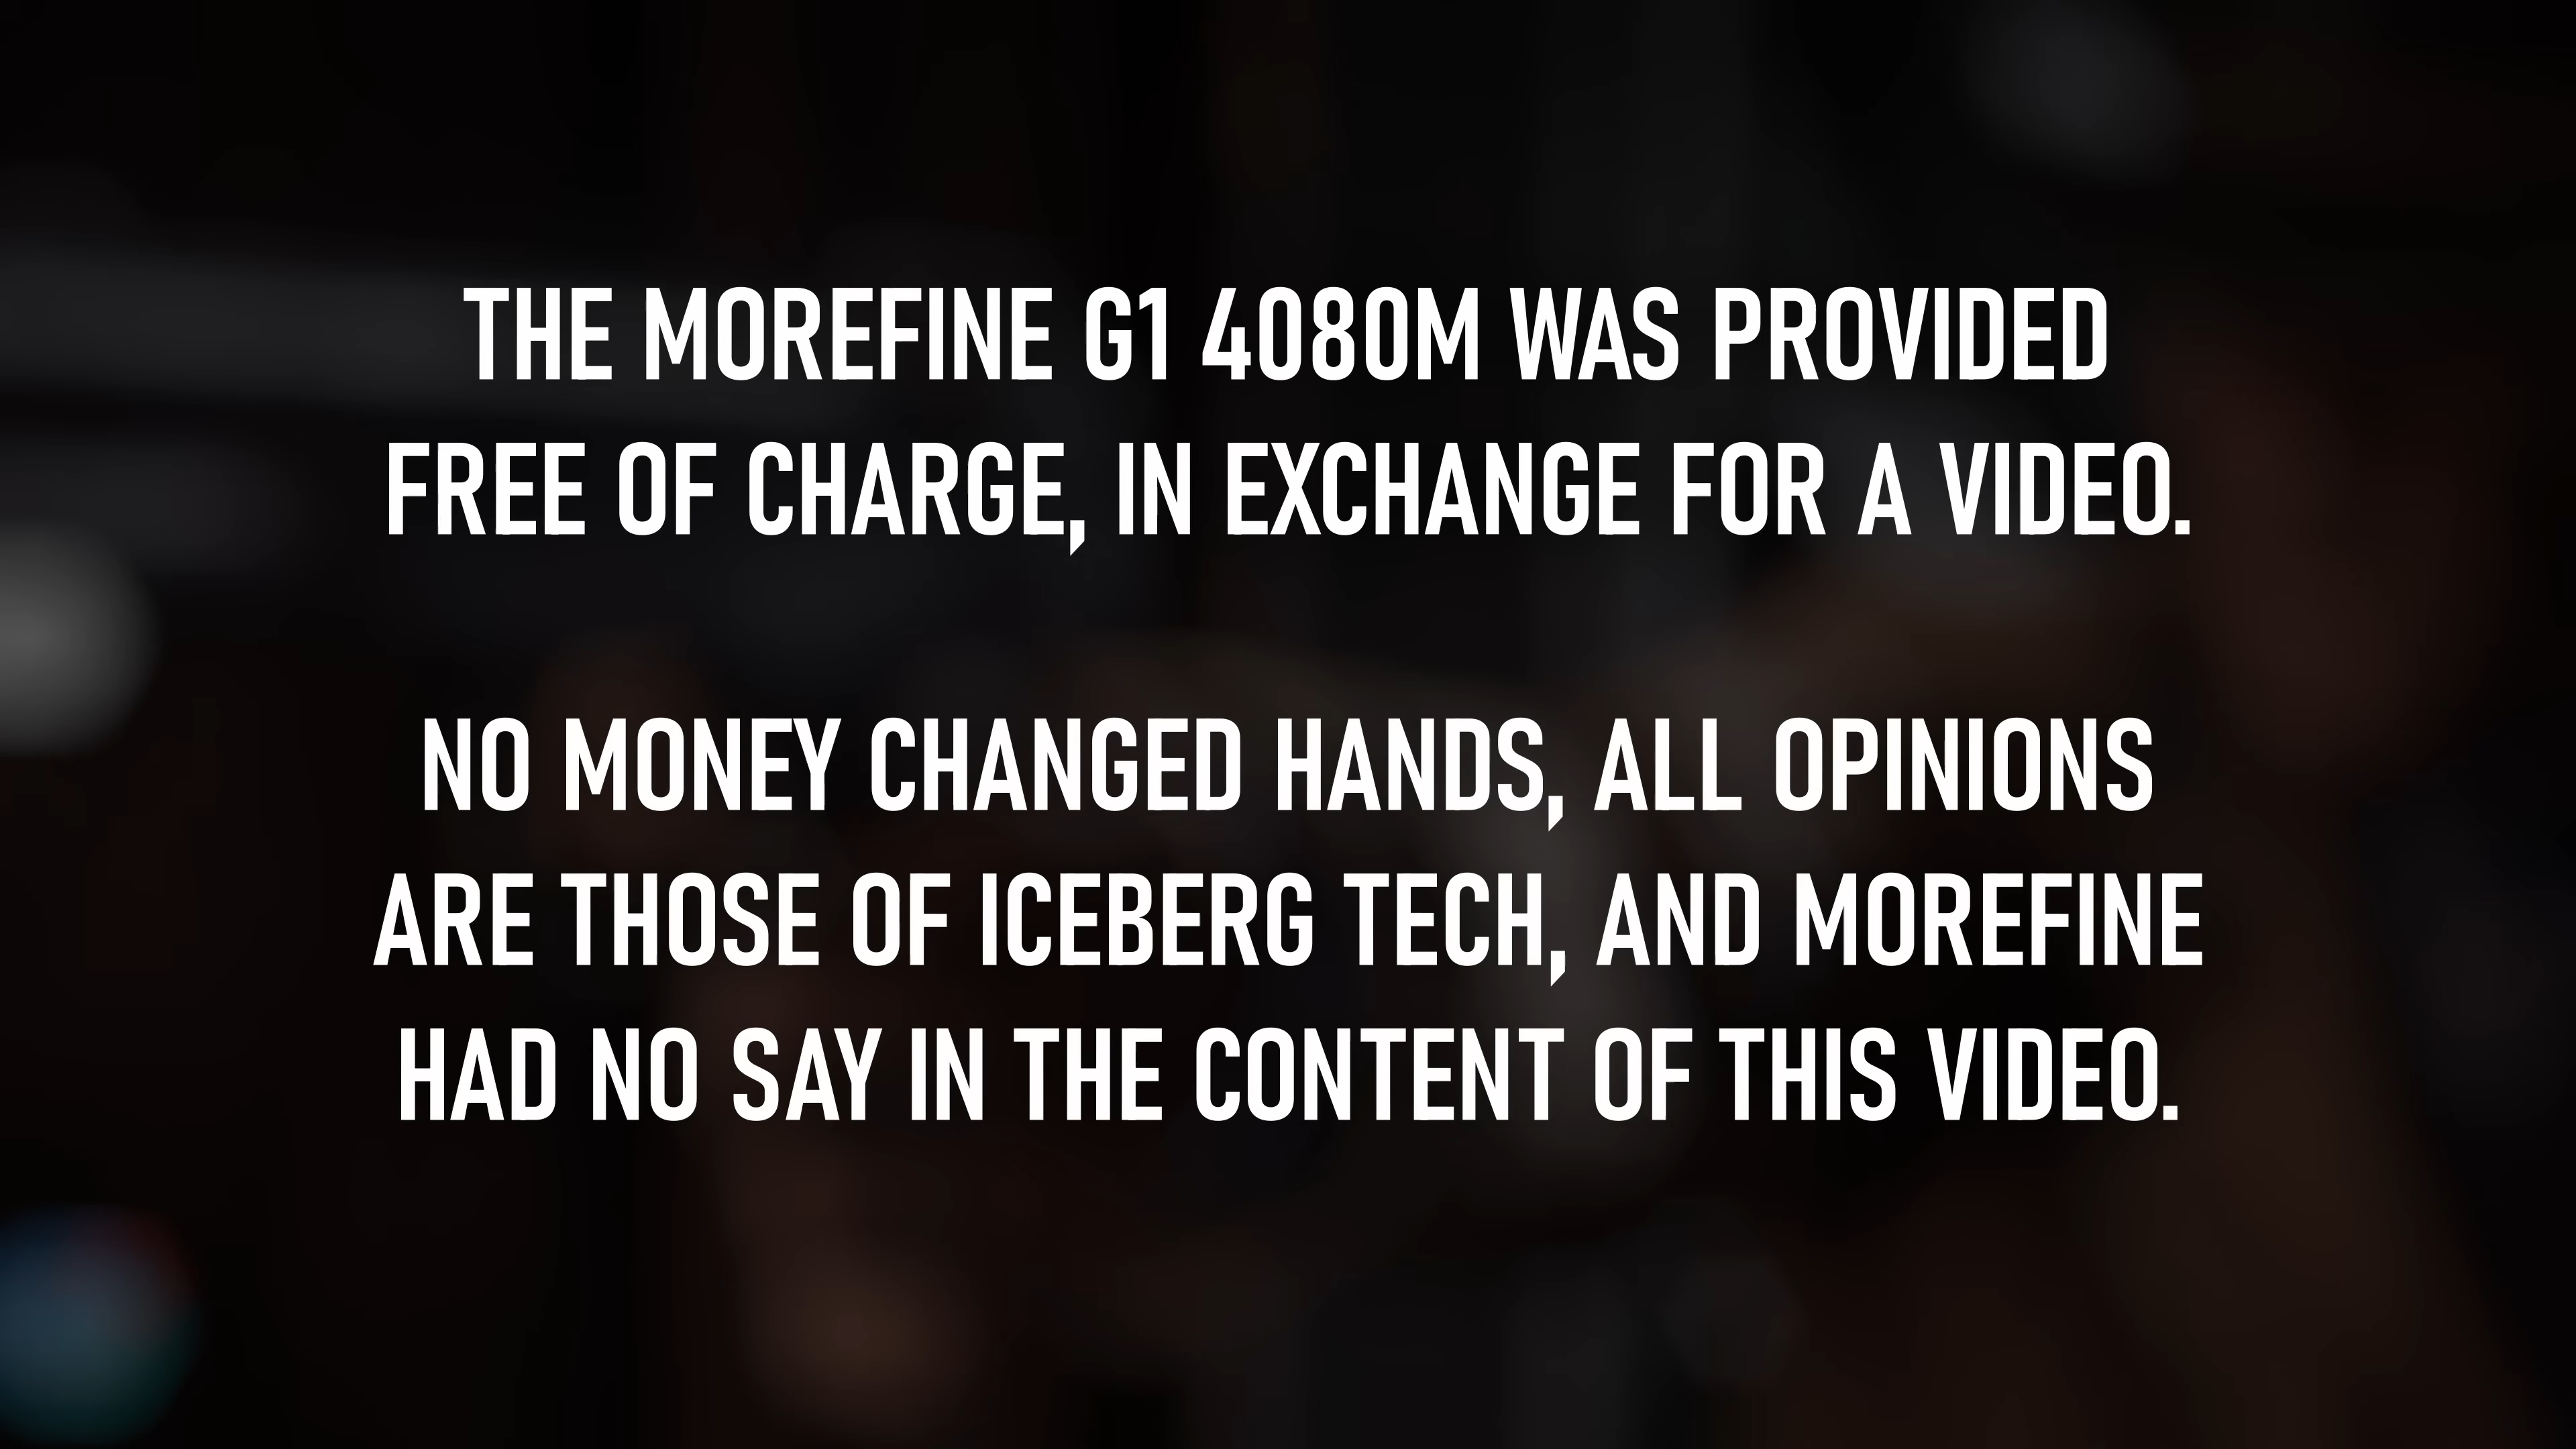 THE MOREFINE G1 4080M WAS PROVIDED
FREE OF CHARGE, IN EXCHANGE FOR A VIDEO.
NO MONEY CHANGED HANDS, ALL OPINIONS
ARE THOSE OF ICEBERG TECH, AND MOREFINE
HAD NO SAY IN THE CONTENT OF THIS VIDEO.